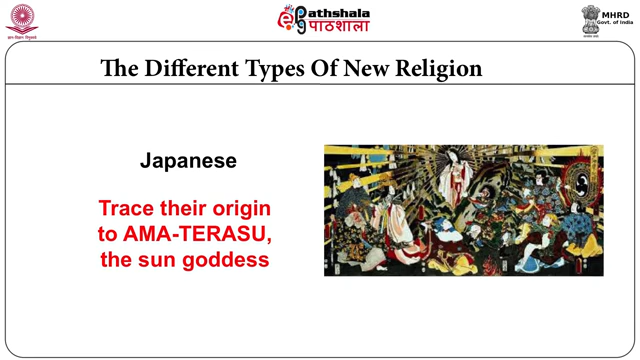 Pathshala
पाठशाला
MHRD
Govt. of India
The Different Types Of New Religion
Japanese
Trace their origin
to AMA-TERASU,
the sun goddess